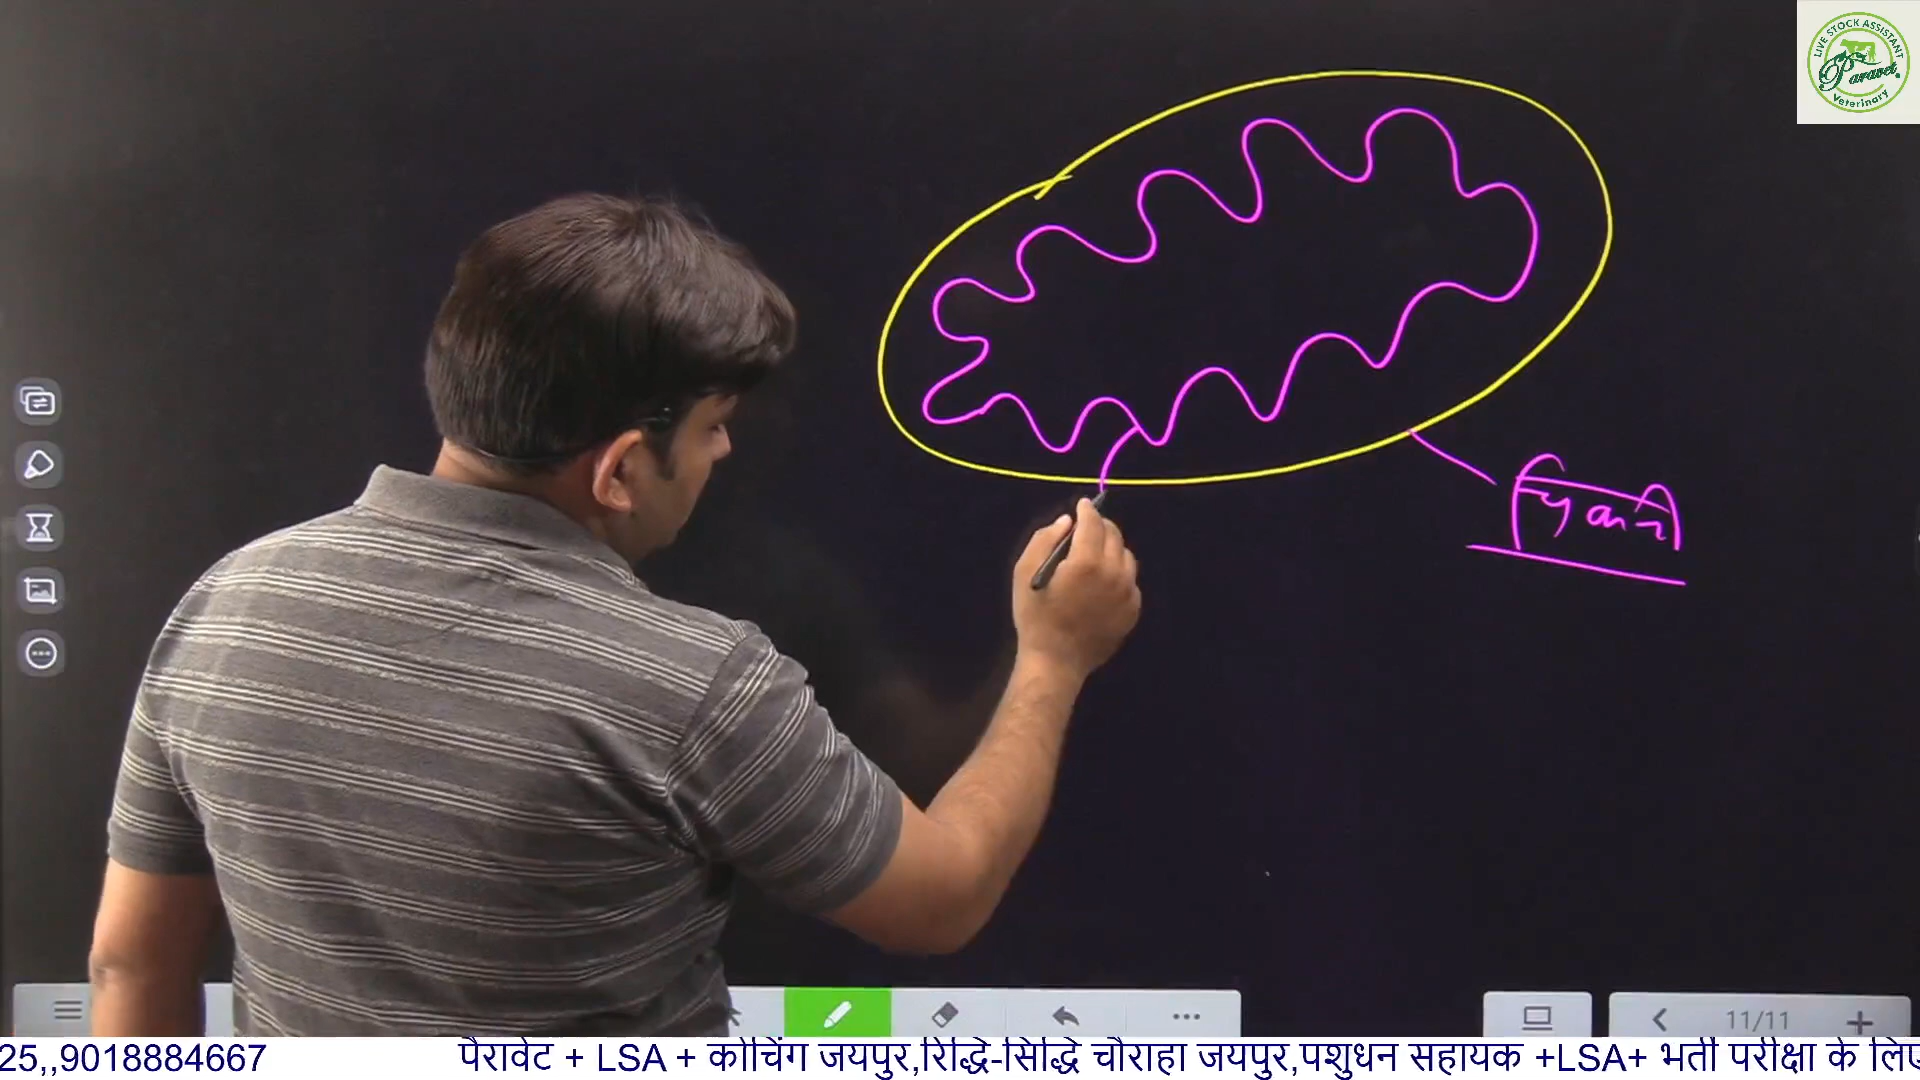 LIVE STOCK ASSISTANT
Paravet
Veterinary
11/11
25,,9018884667 पैरावेट + LSA + कोचिंग जयपुर,रिद्धि-सिद्धि चौराहा जयपुर,पशुधन सहायक +LSA+ भर्ती परीक्षा के